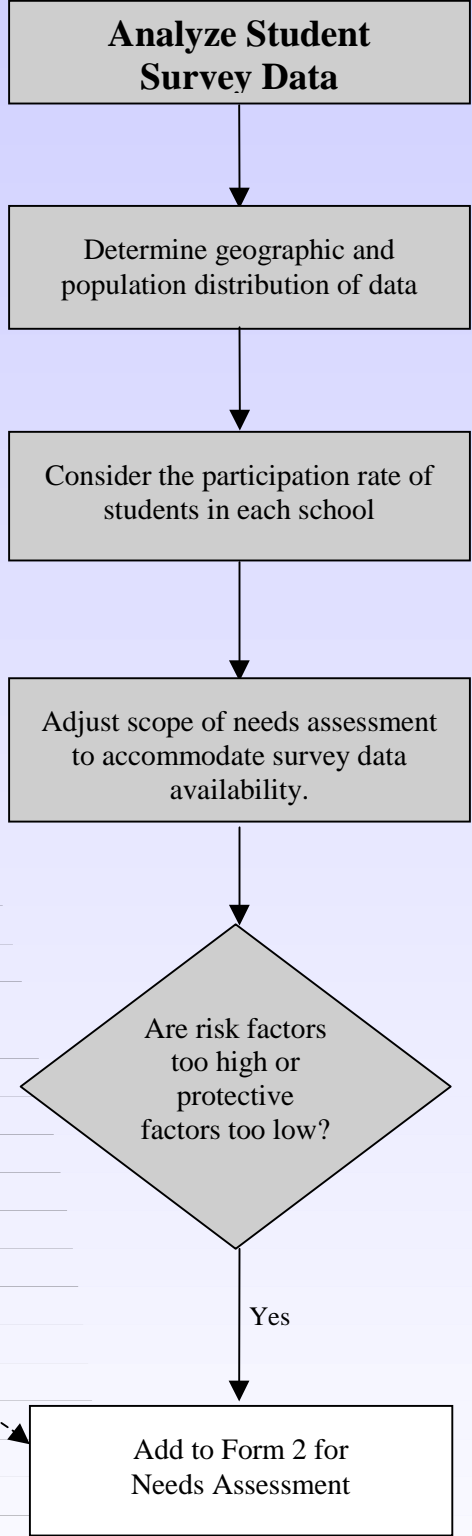 Analyze Student
Survey Data
Determine geographic and
population distribution of data
Consider the participation rate of
students in each school
Adjust scope of needs assessment
to accommodate survey data
availability.
Are risk factors
too high or
protective
factors too low?
Yes
Add to Form 2 for
Needs Assessment